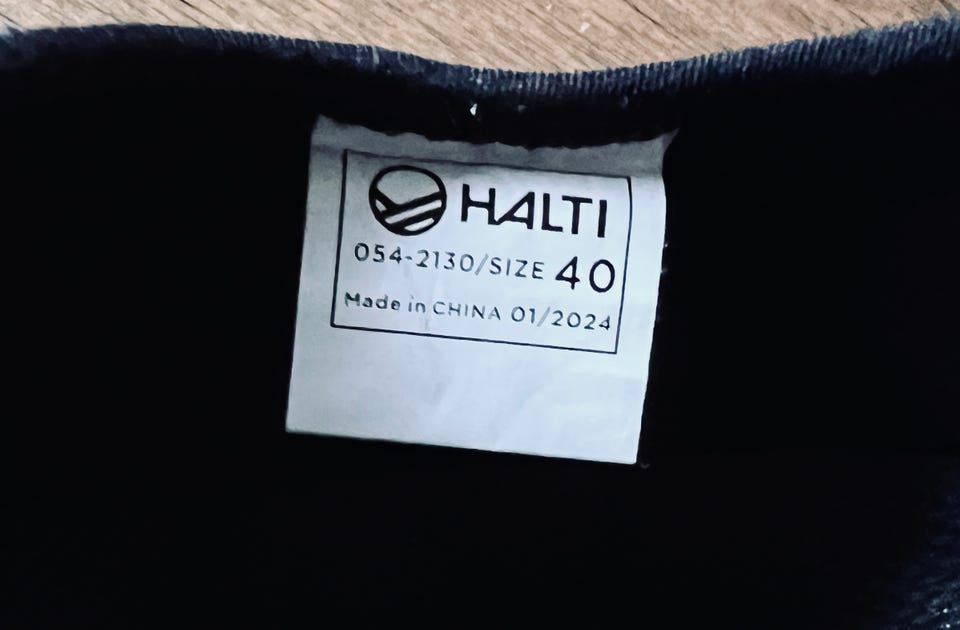 HALTI
054-2130/SIZE 40
Made in CHINA 01/2024